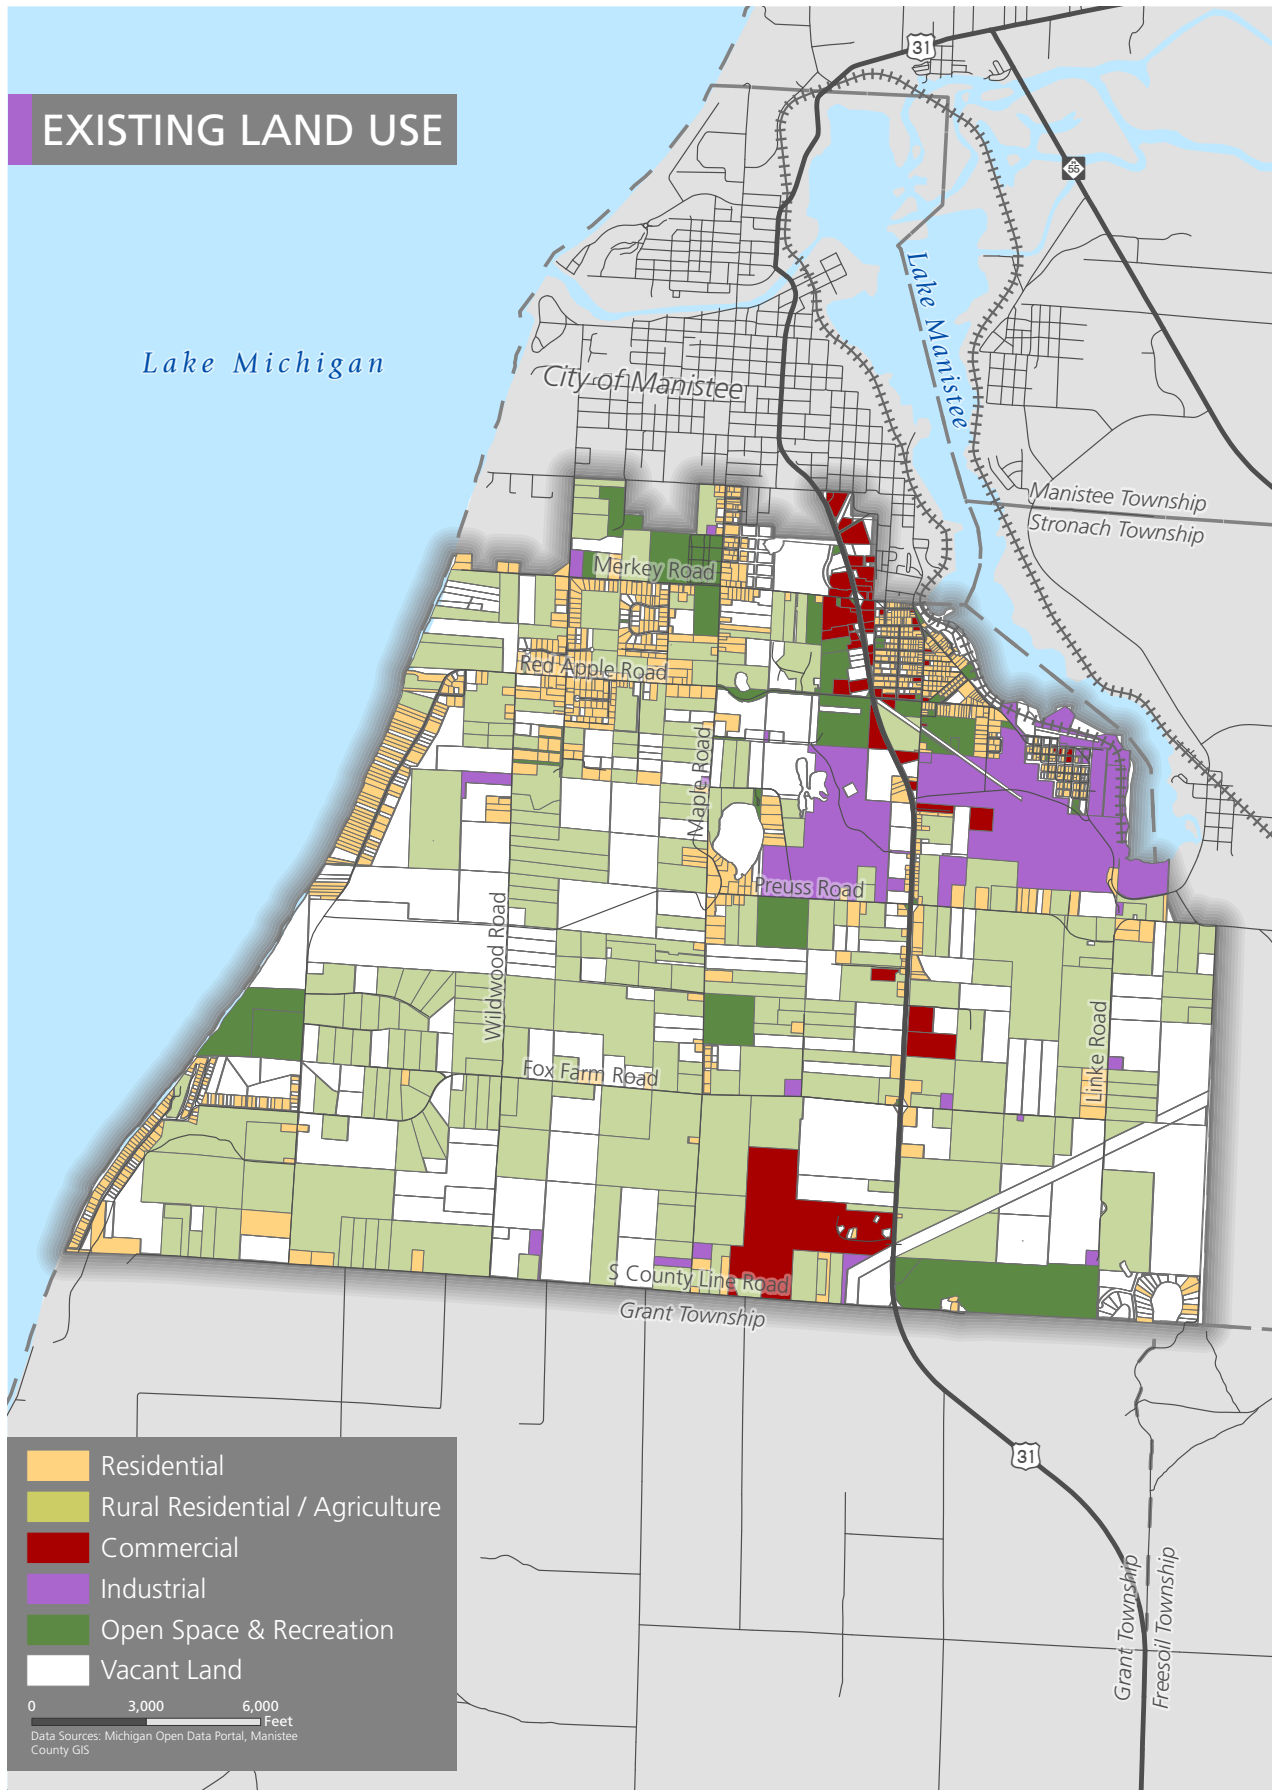 31
EXISTING LAND USE
55
Lake Manistee
Lake Michigan
City of Manistee
Manistee Township
Stronach Township
Merkey Road
Red Apple Road
Maple Road
Preuss Road
Wildwood Road
Linke Road
Fox Farm Road
S County Line Road
Grant Township
31
Grant Township
Freesoil Township
Residential
Rural Residential / Agriculture
Commercial
Industrial
Open Space & Recreation
Vacant Land
0 3,000 6,000
Feet
Data Sources: Michigan Open Data Portal, Manistee
County GIS